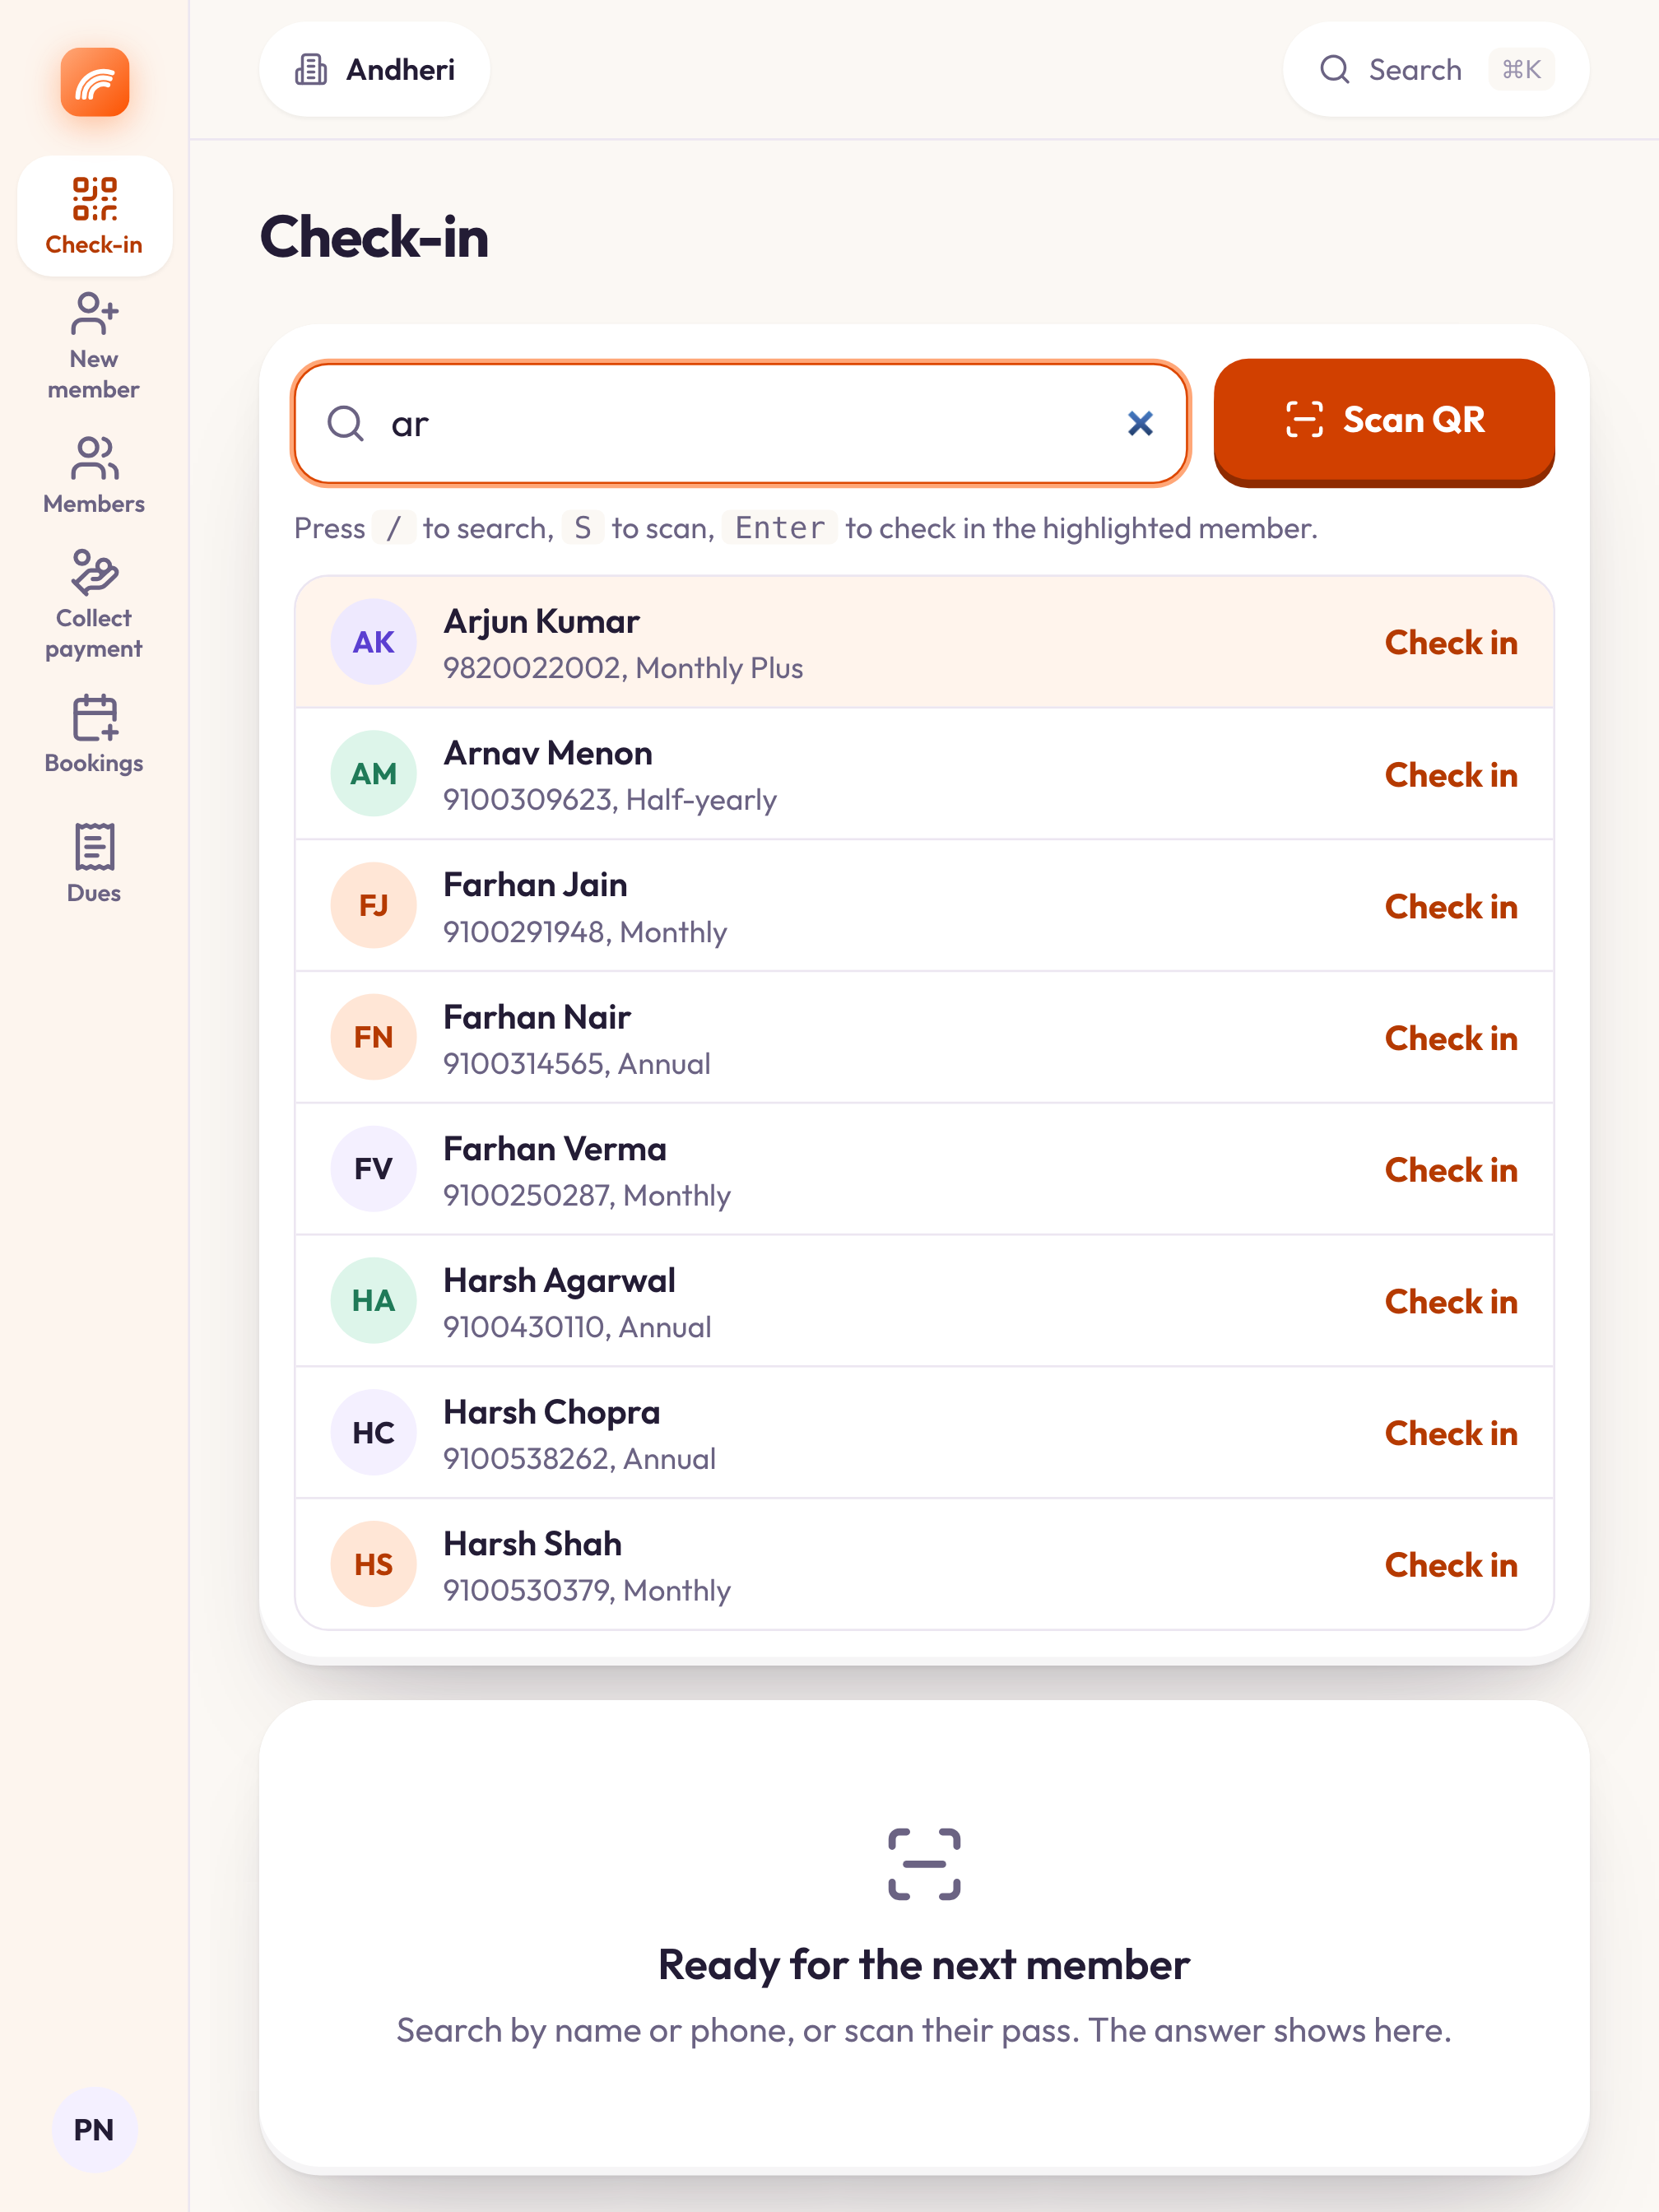 Andheri
Search ⌘K
Check-in
New
member
Members
Collect
payment
Bookings
Dues
PN
Check-in
ar
Scan QR
Press / to search, S to scan, Enter to check in the highlighted member.
AK
Arjun Kumar
9820022002, Monthly Plus
Check in
AM
Arnav Menon
9100309623, Half-yearly
Check in
FJ
Farhan Jain
9100291948, Monthly
Check in
FN
Farhan Nair
9100314565, Annual
Check in
FV
Farhan Verma
9100250287, Monthly
Check in
HA
Harsh Agarwal
9100430110, Annual
Check in
HC
Harsh Chopra
9100538262, Annual
Check in
HS
Harsh Shah
9100530379, Monthly
Check in
Ready for the next member
Search by name or phone, or scan their pass. The answer shows here.